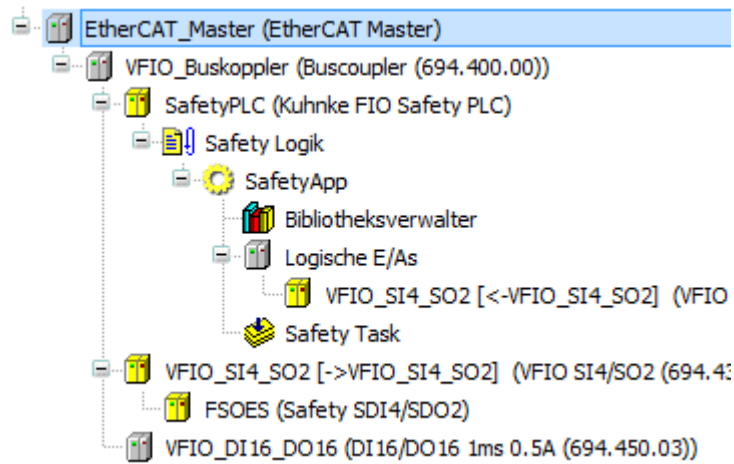 EtherCAT_Master (EtherCAT Master)
VFIO_Buskoppler (Buscoupler (694.400.00))
SafetyPLC (Kuhnke FIO Safety PLC)
Safety Logik
SafetyApp
Bibliotheksverwalter
Logische E/As
VFIO_SI4_SO2 [<-VFIO_SI4_SO2] (VFIO
Safety Task
VFIO_SI4_SO2 [->VFIO_SI4_SO2] (VFIO SI4/SO2 (694.43
FSOES (Safety SDI4/SDO2)
VFIO_DI16_DO16 (DI16/DO16 1ms 0.5A (694.450.03))